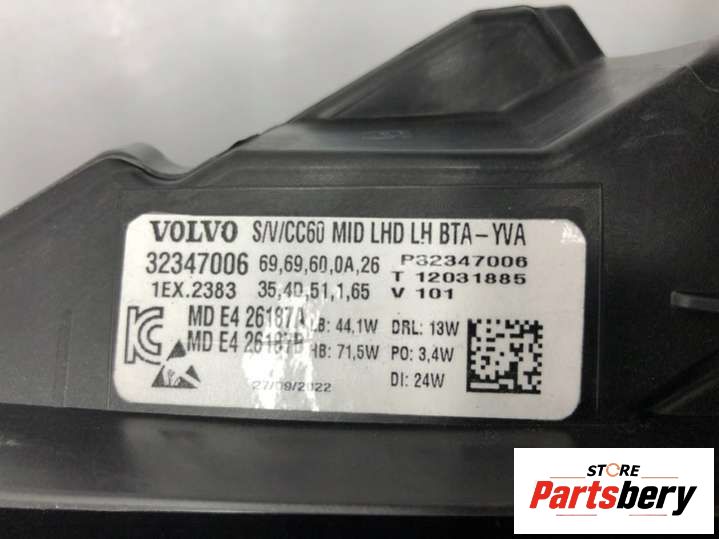 VOLVO S/V/CC60 MID LHD LH BTA-YVA
32347006 69,69,60,0A,26 P32347006
1EX.2383 35,4D,51,1,65 T 12031885
V 101
MD E4 26187A LB: 44,1W DRL: 13W
MD E4 26187B HB: 71,5W PO: 3,4W
27/09/2022 DI: 24W
STORE
Partsbery